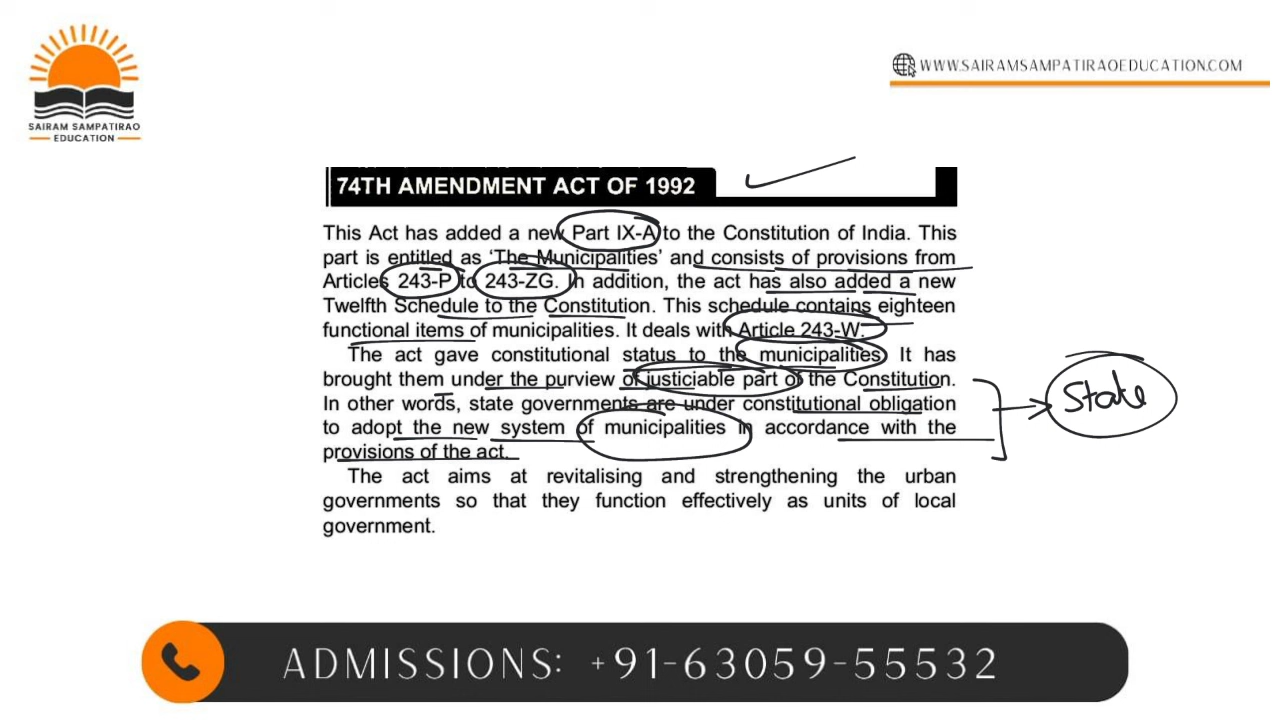 SAIRAM SAMPATIRAO
EDUCATION
WWW.SAIRAMSAMPATIRAOEDUCATION.COM
74TH AMENDMENT ACT OF 1992
This Act has added a new Part IX-A to the Constitution of India. This
part is entitled as ‘The Municipalities’ and consists of provisions from
Articles 243-P to 243-ZG. In addition, the act has also added a new
Twelfth Schedule to the Constitution. This schedule contains eighteen
functional items of municipalities. It deals with Article 243-W.
The act gave constitutional status to the municipalities. It has
brought them under the purview of justiciable part of the Constitution.
In other words, state governments are under constitutional obligation
to adopt the new system of municipalities in accordance with the
provisions of the act.
State
The act aims at revitalising and strengthening the urban
governments so that they function effectively as units of local
government.
ADMISSIONS: +91-63059-55532